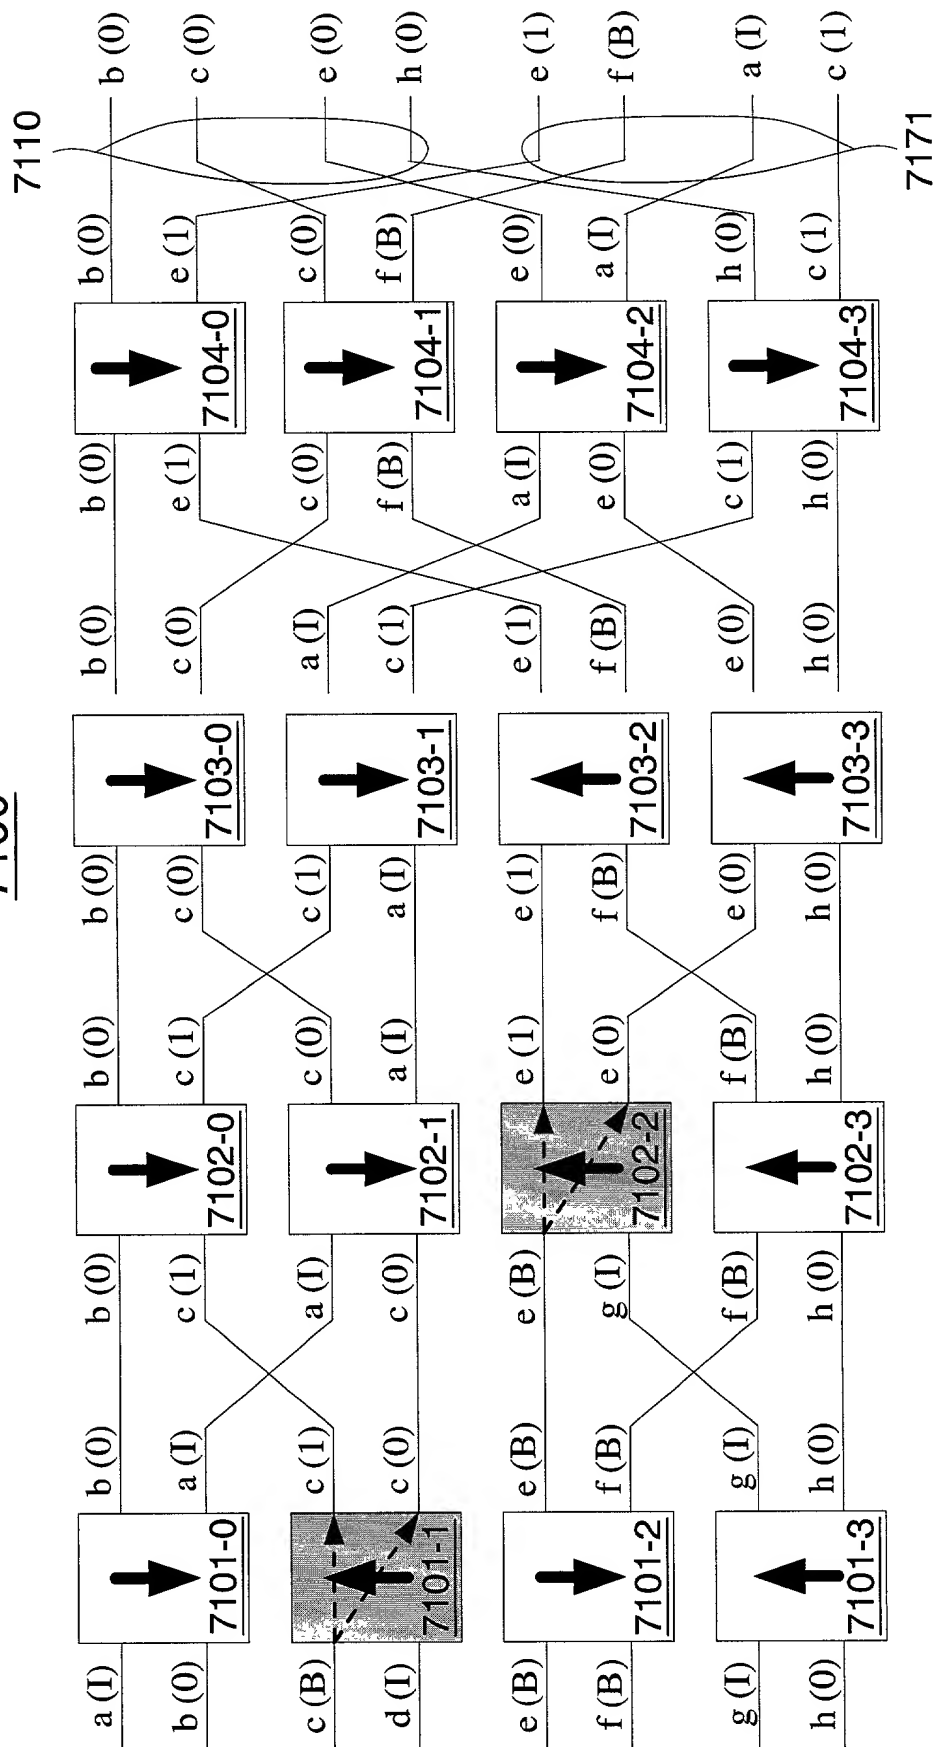 7110
a (I) b (0) b (0) b (0) b (0) b (0) b (0) b (0) b (0)
b (0) a (I) c (1) c (1) c (0) c (0) e (1) e (1) c (0)
7101-0 7102-0 7103-0 7104-0
c (B) c (1) a (I) c (0) c (1) a (I) c (0) c (0) e (0)
d (I) c (0) c (0) a (I) a (I) c (1) f (B) f (B) h (0)
7101-1 7102-1 7103-1 7104-1
e (B) e (B) e (B) e (1) e (1) e (1) a (I) e (0) e (1)
f (B) f (B) g (I) e (0) f (B) f (B) e (0) a (I) f (B)
7101-2 7102-2 7103-2 7104-2
g (I) g (I) f (B) f (B) e (0) e (0) c (1) h (0) a (I)
h (0) h (0) h (0) h (0) h (0) h (0) h (0) c (1) c (1)
7101-3 7102-3 7103-3 7104-3
7171